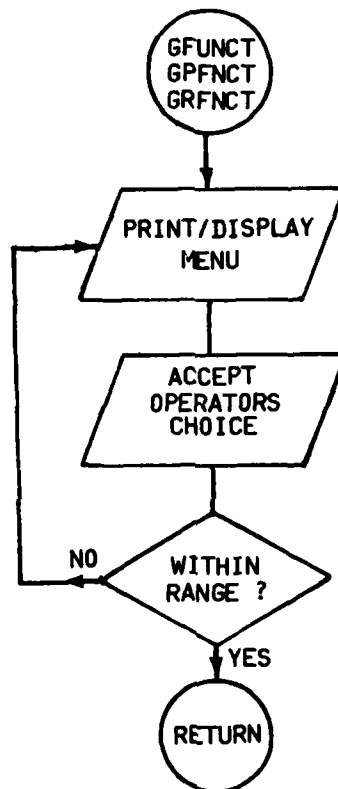 GFUNCT
GPFNCT
GRFNCT
PRINT/DISPLAY
MENU
ACCEPT
OPERATORS
CHOICE
NO
WITHIN
RANGE ?
YES
RETURN